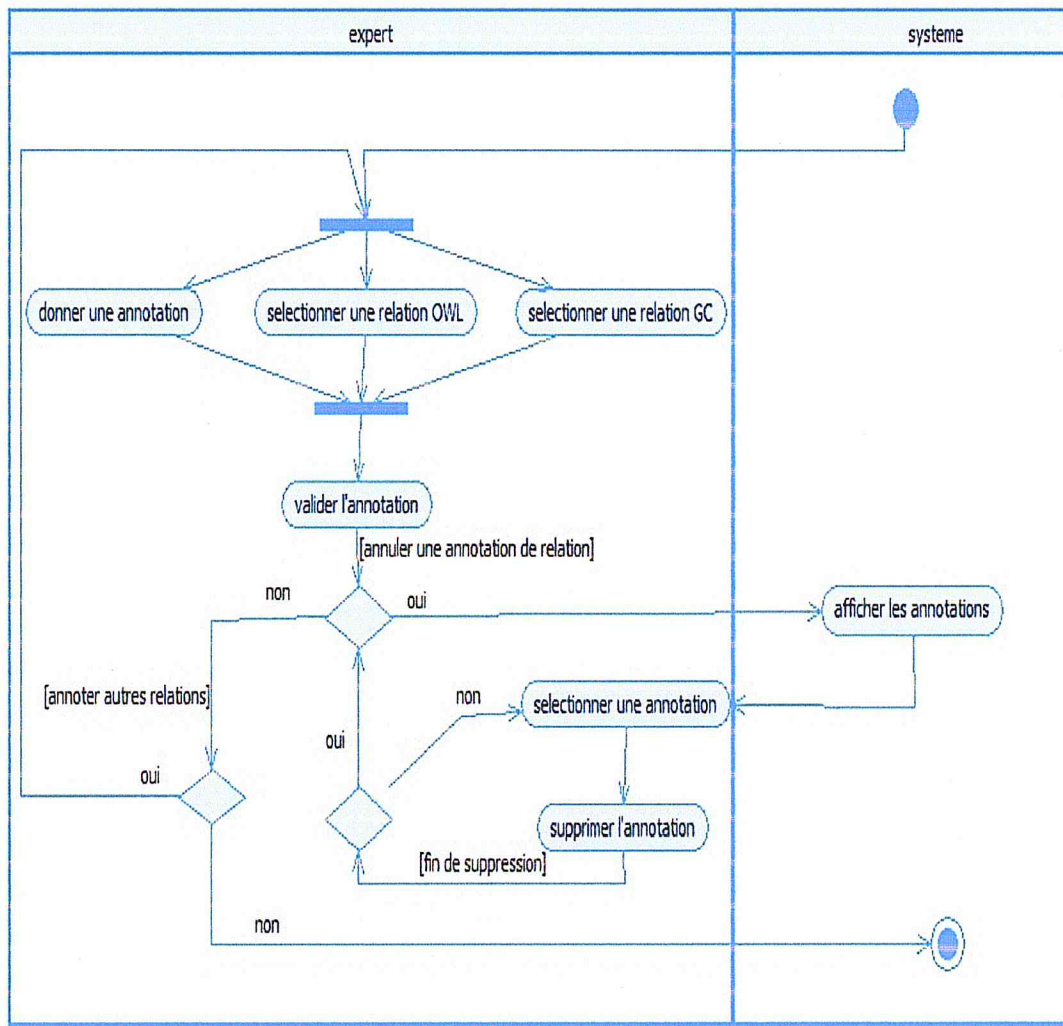 expert
systeme
donner une annotation
selectionner une relation OWL
selectionner une relation GC
valider l'annotation
[annuler une annotation de relation]
non
oui
afficher les annotations
[annoter autres relations]
non
selectionner une annotation
oui
oui
supprimer l'annotation
[fin de suppression]
non